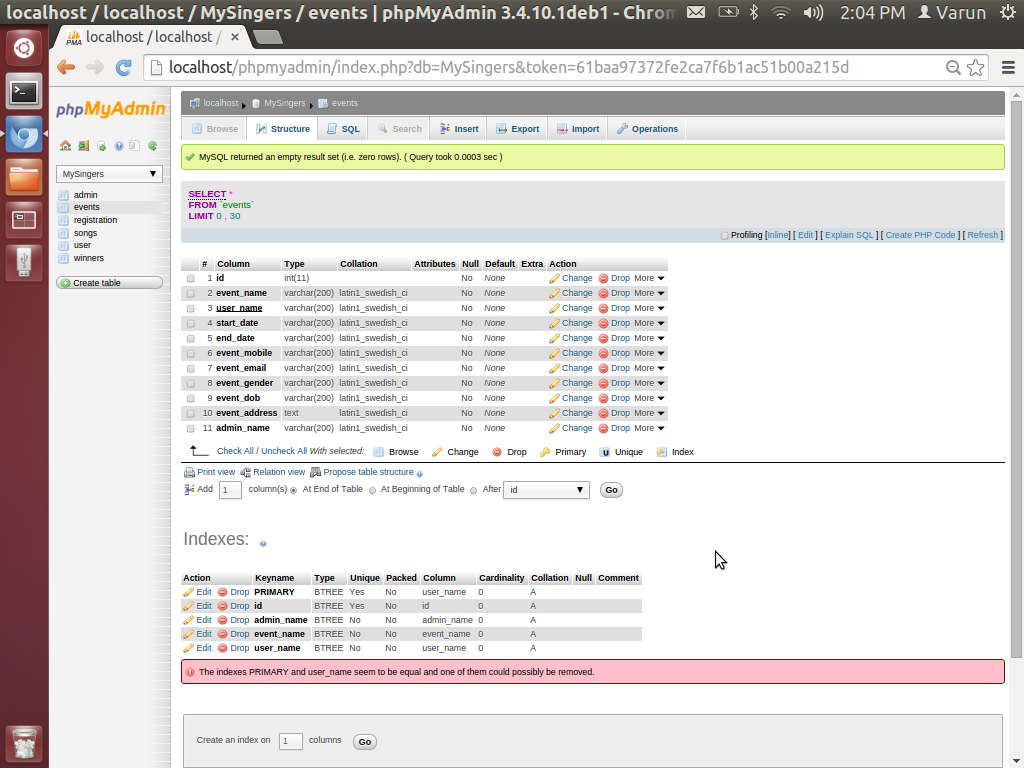 localhost / localhost / MySingers / events | phpMyAdmin 3.4.10.1deb1 - Chrom 2:04 PM Varun
PMA localhost / localhost / ×
localhost/phpmyadmin/index.php?db=MySingers&token=61baa97372fe2ca7f6b1ac51b00a215d
phpMyAdmin
localhost MySingers events
Browse Structure SQL Search Insert Export Import Operations
MySQL returned an empty result set (i.e. zero rows). ( Query took 0.0003 sec )
MySingers
admin
events
registration
songs
user
winners
Create table
SELECT *
FROM `events`
LIMIT 0 , 30
Profiling [Inline] [ Edit ] [ Explain SQL ] [ Create PHP Code ] [ Refresh ]
# Column Type Collation Attributes Null Default Extra Action
1 id int(11) No None Change Drop More
2 event_name varchar(200) latin1_swedish_ci No None Change Drop More
3 user_name varchar(200) latin1_swedish_ci No None Change Drop More
4 start_date varchar(200) latin1_swedish_ci No None Change Drop More
5 end_date varchar(200) latin1_swedish_ci No None Change Drop More
6 event_mobile varchar(200) latin1_swedish_ci No None Change Drop More
7 event_email varchar(200) latin1_swedish_ci No None Change Drop More
8 event_gender varchar(200) latin1_swedish_ci No None Change Drop More
9 event_dob varchar(200) latin1_swedish_ci No None Change Drop More
10 event_address text latin1_swedish_ci No None Change Drop More
11 admin_name varchar(200) latin1_swedish_ci No None Change Drop More
Check All / Uncheck All With selected: Browse Change Drop Primary Unique Index
Print view Relation view Propose table structure
Add 1 column(s) At End of Table At Beginning of Table After id Go
Indexes:
Action Keyname Type Unique Packed Column Cardinality Collation Null Comment
Edit Drop PRIMARY BTREE Yes No user_name 0 A
Edit Drop id BTREE Yes No id 0 A
Edit Drop admin_name BTREE No No admin_name 0 A
Edit Drop event_name BTREE No No event_name 0 A
Edit Drop user_name BTREE No No user_name 0 A
The indexes PRIMARY and user_name seem to be equal and one of them could possibly be removed.
Create an index on 1 columns Go